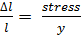 Δl/l = stress/y